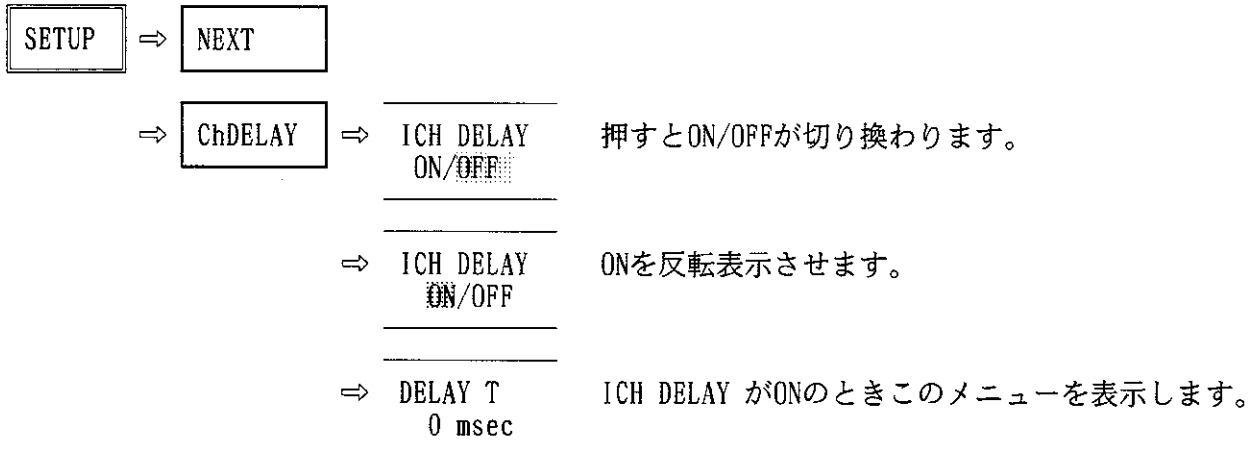 SETUP ⇒ NEXT
⇒ ChDELAY ⇒ ICH DELAY 押すとON/OFFが切り換わります。
ON/OFF
⇒ ICH DELAY ONを反転表示させます。
ON/OFF
⇒ DELAY T ICH DELAY がONのときこのメニューを表示します。
0 msec